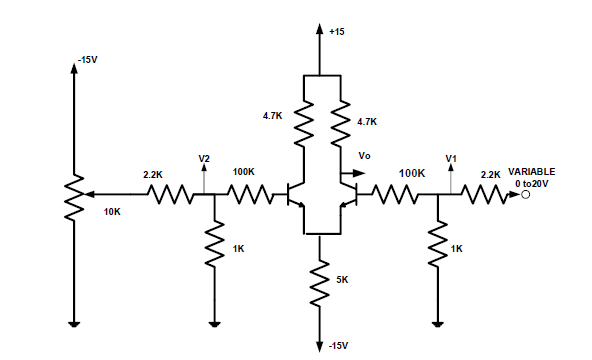 +15
-15V
4.7K
4.7K
Vo
V2
V1
2.2K
100K
100K
2.2K
VARIABLE
0 to20V
10K
1K
1K
5K
-15V